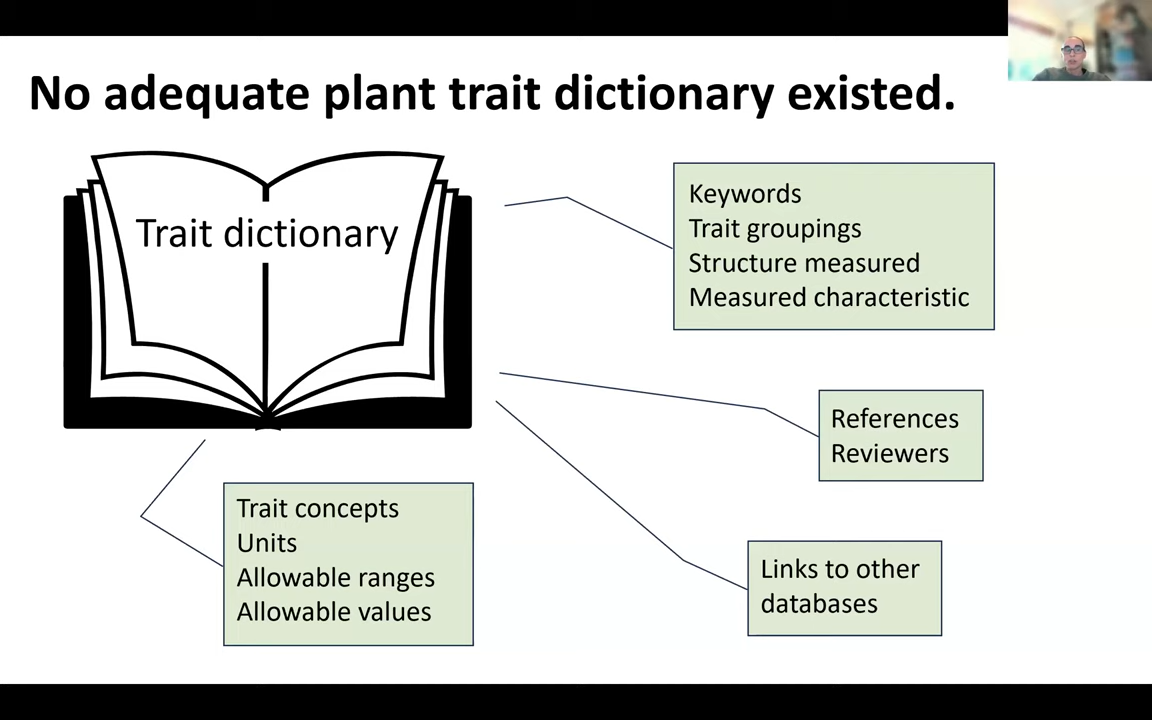 No adequate plant trait dictionary existed.
Trait dictionary
Keywords
Trait groupings
Structure measured
Measured characteristic
References
Reviewers
Trait concepts
Units
Allowable ranges
Allowable values
Links to other
databases